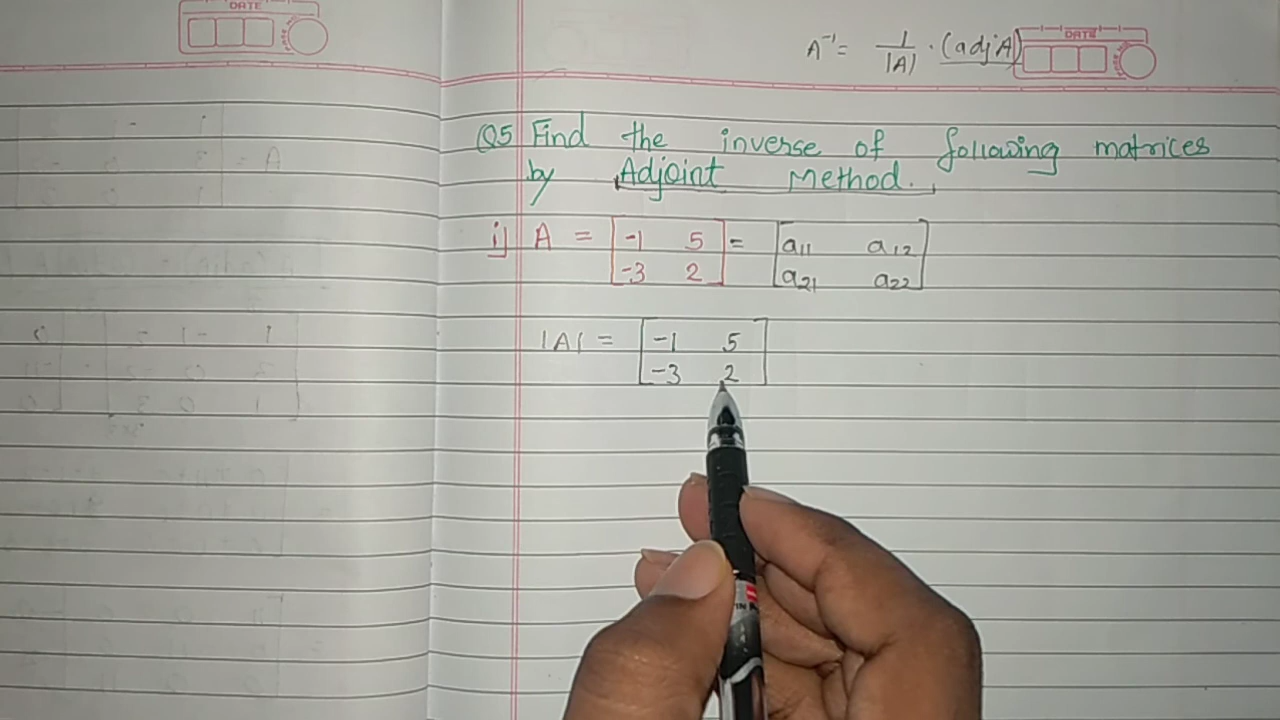 DATE
DATE
A⁻¹ = 1/|A| · (adj A)
Q5 Find the inverse of following matrices
by Adjoint Method.
i) A = [-1 5] = [a11 a12]
[-3 2] [a21 a22]
|A| = [-1 5]
[-3 2]